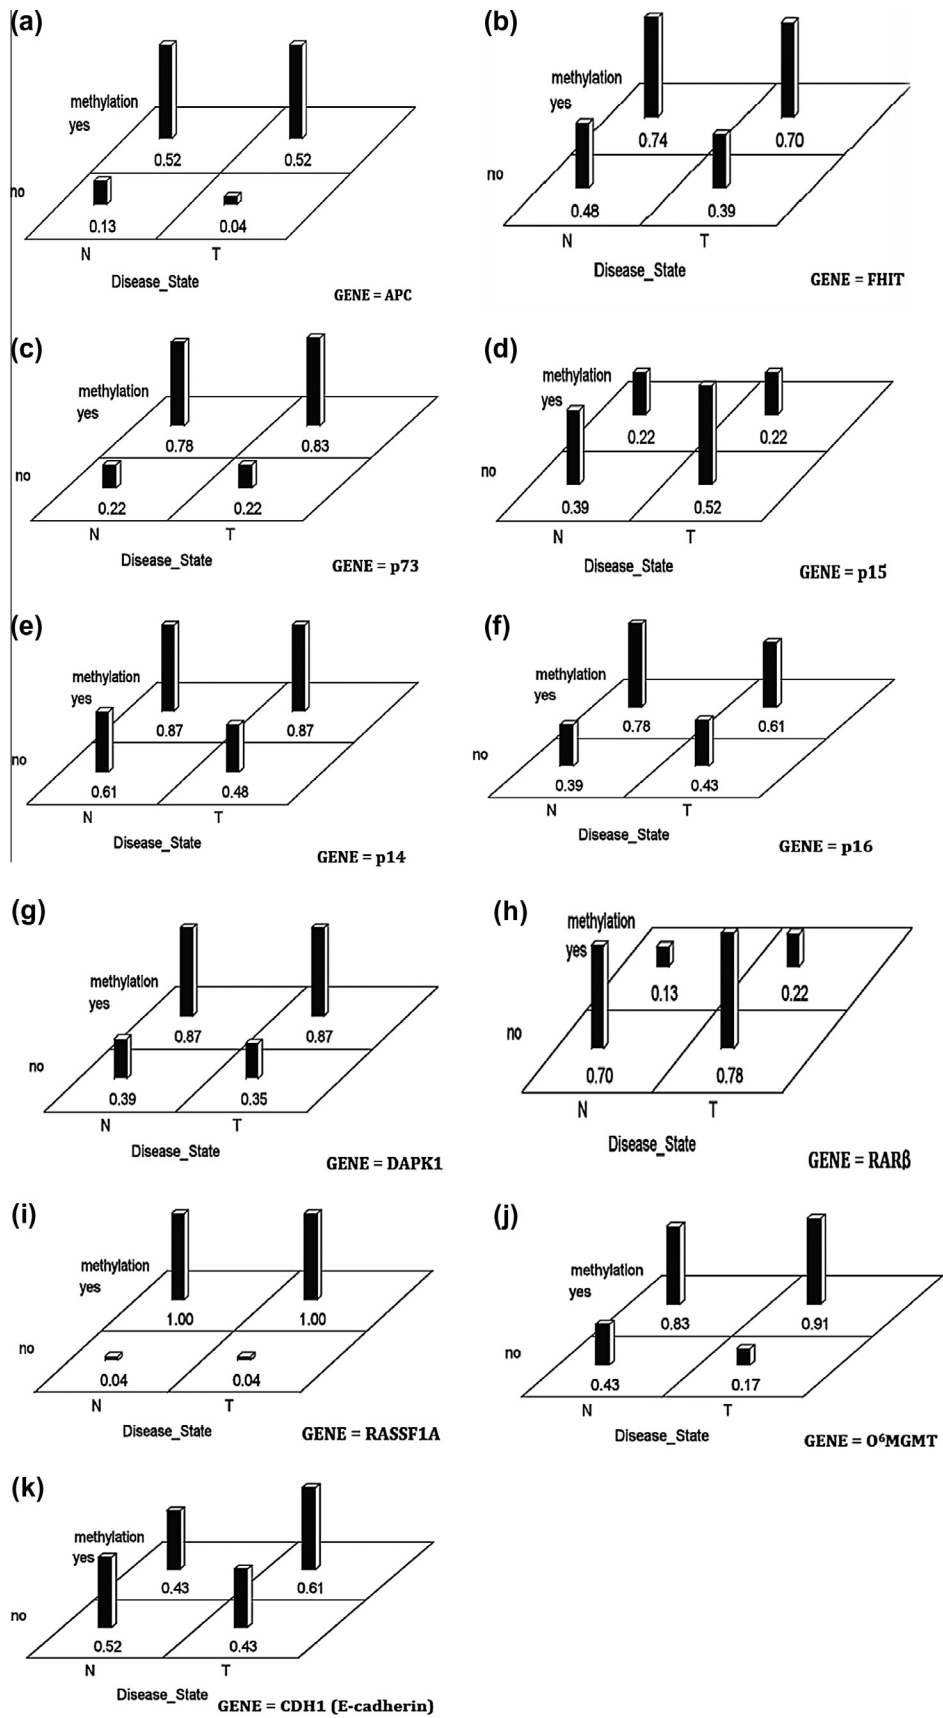 (a)
methylation
yes
0.52 0.52
no
0.13 0.04
N T
Disease_State
GENE = APC
(b)
methylation
yes
0.74 0.70
no
0.48 0.39
N T
Disease_State
GENE = FHIT
(c)
methylation
yes
0.78 0.83
no
0.22 0.22
N T
Disease_State
GENE = p73
(d)
methylation
yes
0.22 0.22
no
0.39 0.52
N T
Disease_State
GENE = p15
(e)
methylation
yes
0.87 0.87
no
0.61 0.48
N T
Disease_State
GENE = p14
(f)
methylation
yes
0.78 0.61
no
0.39 0.43
N T
Disease_State
GENE = p16
(g)
methylation
yes
0.87 0.87
no
0.39 0.35
N T
Disease_State
GENE = DAPK1
(h)
methylation
yes
0.13 0.22
no
0.70 0.78
N T
Disease_State
GENE = RARβ
(i)
methylation
yes
1.00 1.00
no
0.04 0.04
N T
Disease_State
GENE = RASSF1A
(j)
methylation
yes
0.83 0.91
no
0.43 0.17
N T
Disease_State
GENE = O⁶MGMT
(k)
methylation
yes
0.43 0.61
no
0.52 0.43
N T
Disease_State
GENE = CDH1 (E-cadherin)